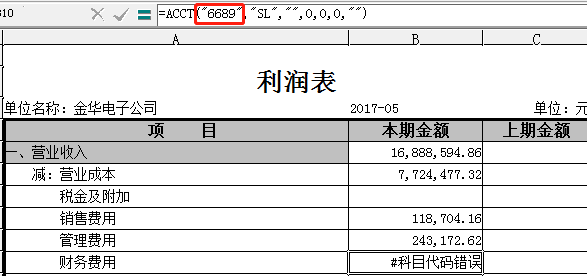 B10 =ACCT("6689","SL","",0,0,0,"")
A B C
利润表
单位名称：金华电子公司 2017-05 单位：元
项 目 本期金额 上期金额
一、营业收入 16,888,594.86
减：营业成本 7,724,477.32
税金及附加
销售费用 118,704.16
管理费用 243,172.62
财务费用 #科目代码错误